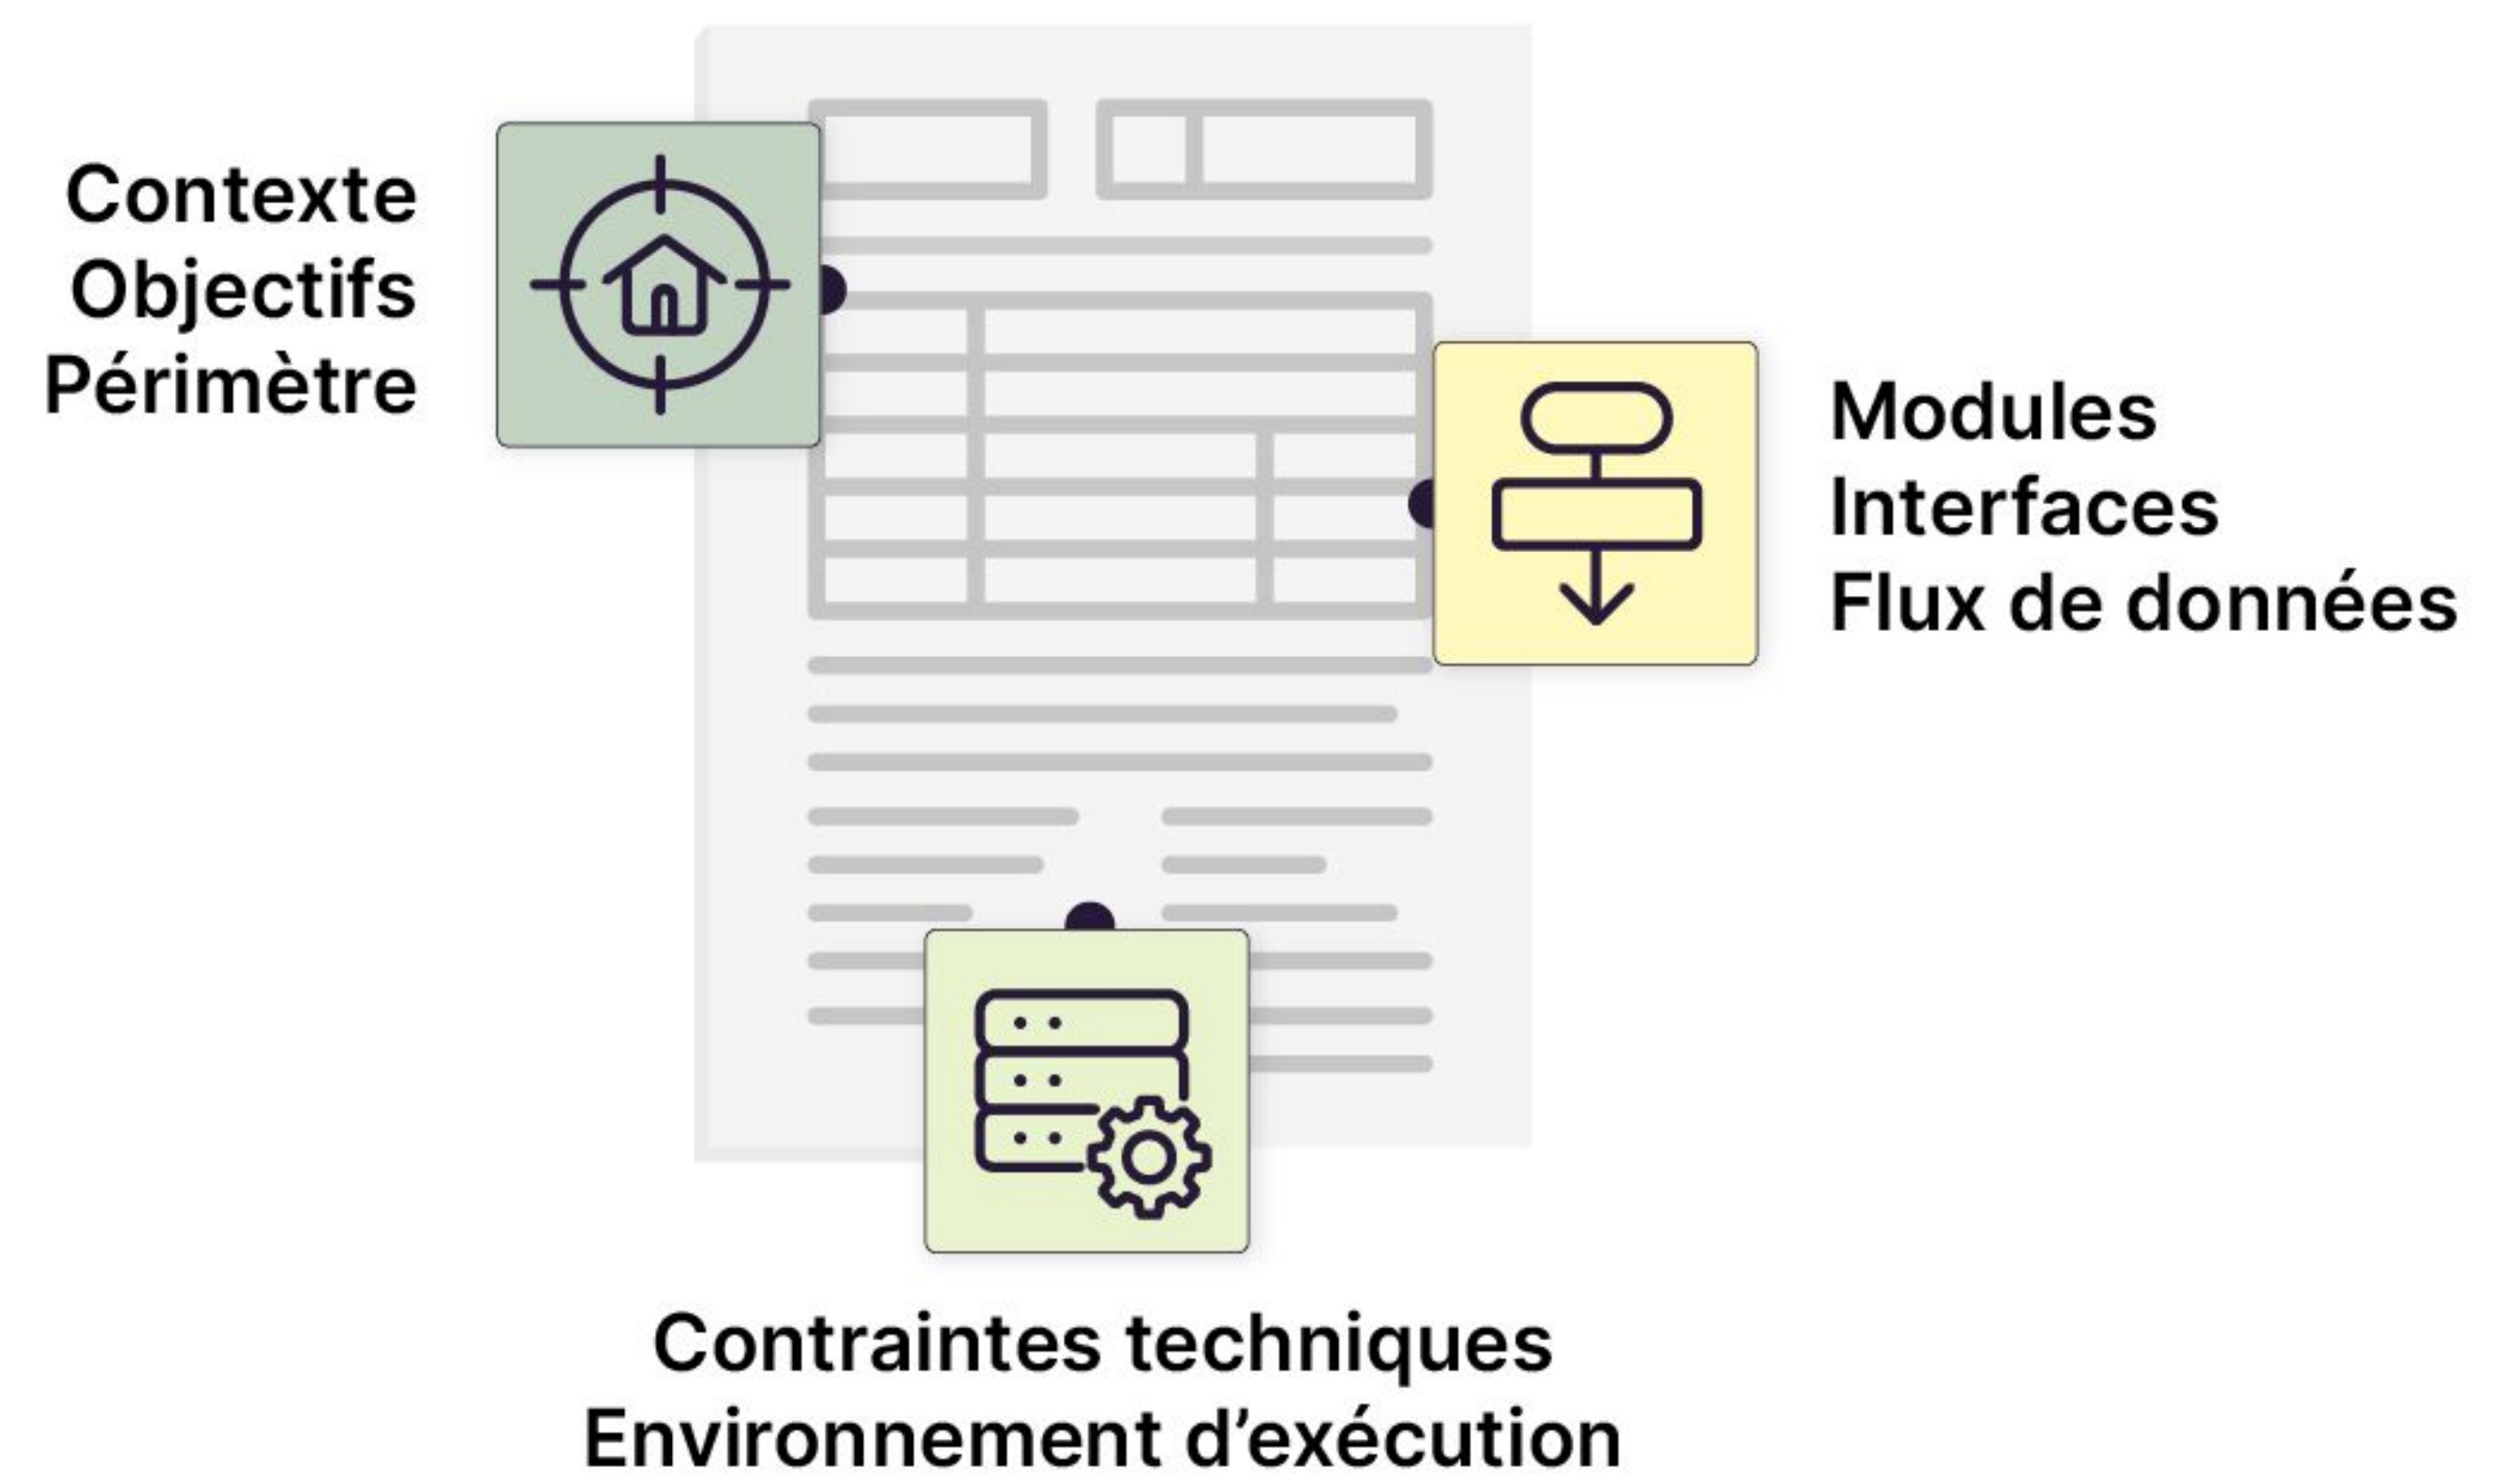 Contexte
Objectifs
Périmètre
Modules
Interfaces
Flux de données
Contraintes techniques
Environnement d’exécution